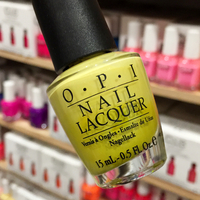 O·P·I
NAIL
LACQUER
Vernis à Ongles - Esmalte de Uñas
Nagellack
15 mL - 0.5 Fl Oz